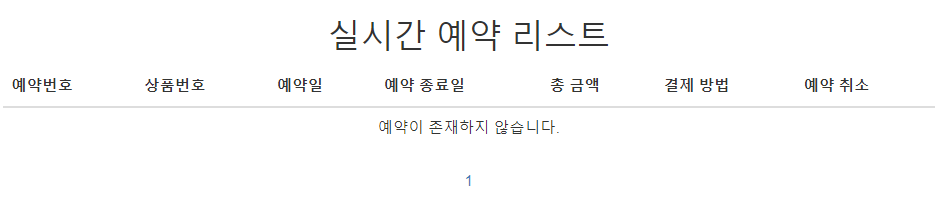 실시간 예약 리스트
예약번호 상품번호 예약일 예약 종료일 총 금액 결제 방법 예약 취소
예약이 존재하지 않습니다.
1